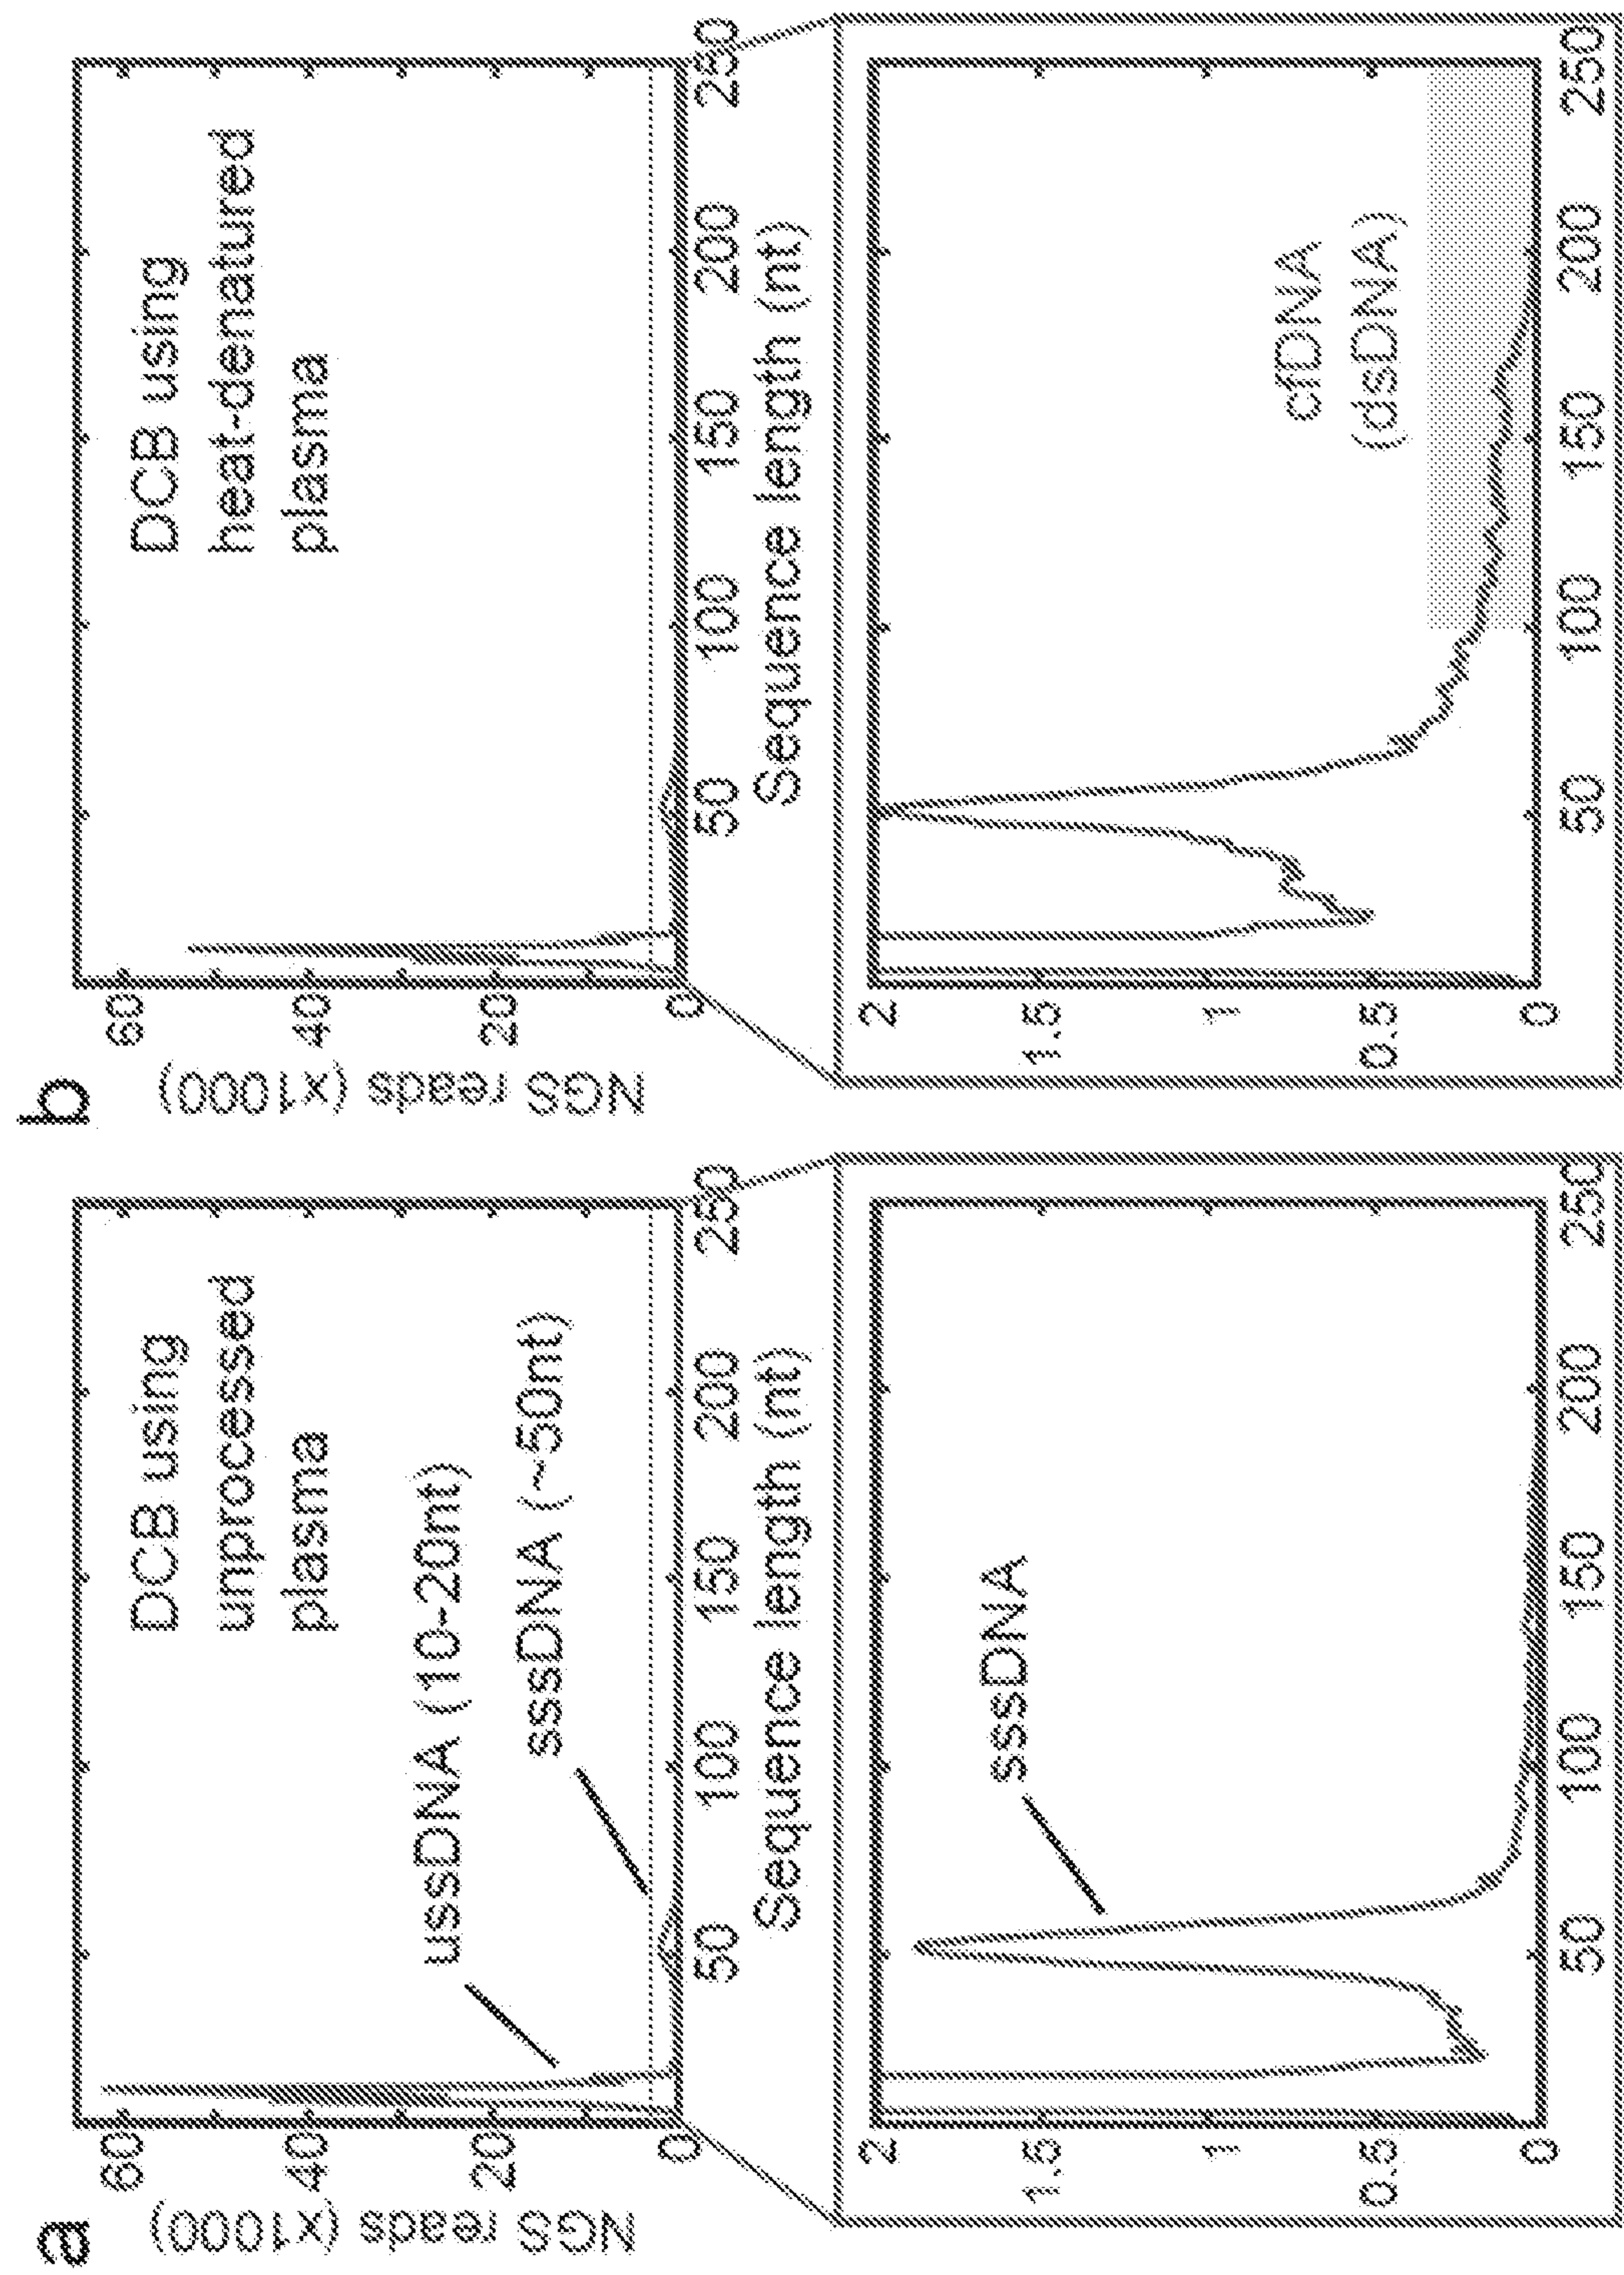 a
NGS reads (x1000)
60
40
20
0
DCB using
unprocessed
plasma
ussDNA (10-20nt)
sssDNA (~50nt)
50
100
150
200
250
Sequence length (nt)
2
1.5
1
0.5
0
sssDNA
50
100
150
200
250
b
NGS reads (x1000)
60
40
20
0
DCB using
heat-denatured
plasma
50
100
150
200
250
Sequence length (nt)
2
1.5
1
0.5
0
cfDNA
(dsDNA)
50
100
150
200
250